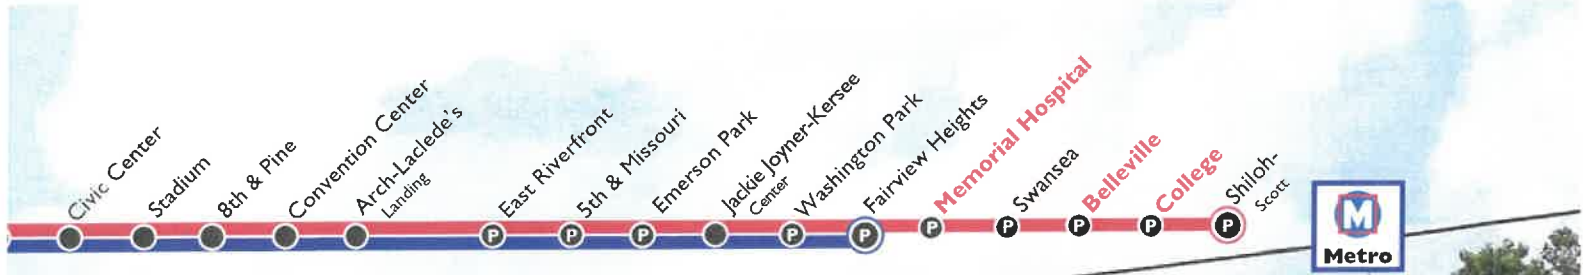 Civic Center
Stadium
8th & Pine
Convention Center
Arch-Laclede's
Landing
East Riverfront
5th & Missouri
Emerson Park
Jackie Joyner-Kersee
Center
Washington Park
Fairview Heights
Memorial Hospital
Swansea
Belleville
College
Shiloh-
Scott
P
P
P
P
P
P
P
P
P
P
M
Metro